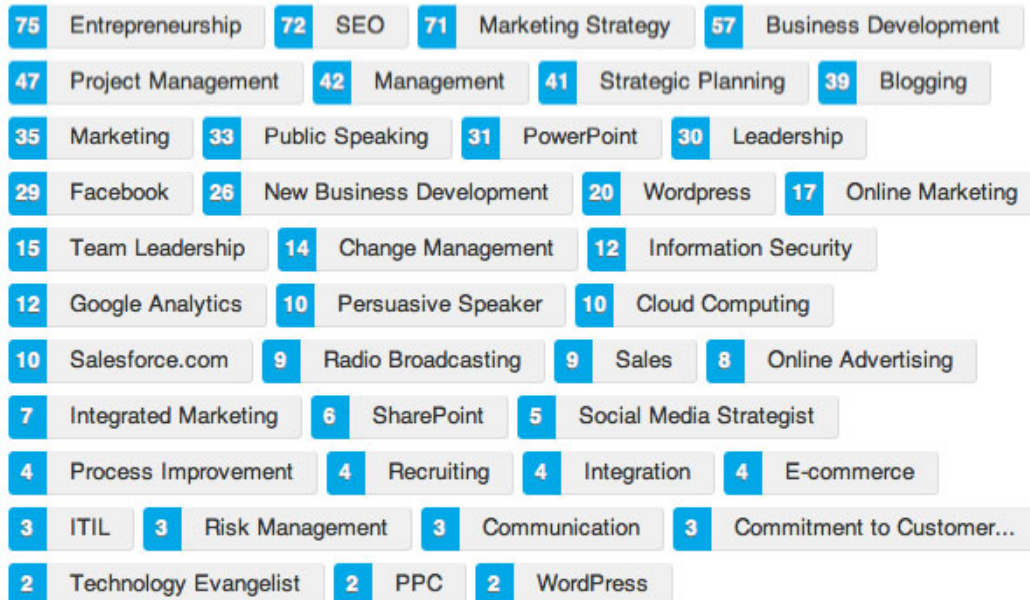 75 Entrepreneurship 72 SEO 71 Marketing Strategy 57 Business Development
47 Project Management 42 Management 41 Strategic Planning 39 Blogging
35 Marketing 33 Public Speaking 31 PowerPoint 30 Leadership
29 Facebook 26 New Business Development 20 Wordpress 17 Online Marketing
15 Team Leadership 14 Change Management 12 Information Security
12 Google Analytics 10 Persuasive Speaker 10 Cloud Computing
10 Salesforce.com 9 Radio Broadcasting 9 Sales 8 Online Advertising
7 Integrated Marketing 6 SharePoint 5 Social Media Strategist
4 Process Improvement 4 Recruiting 4 Integration 4 E-commerce
3 ITIL 3 Risk Management 3 Communication 3 Commitment to Customer...
2 Technology Evangelist 2 PPC 2 WordPress